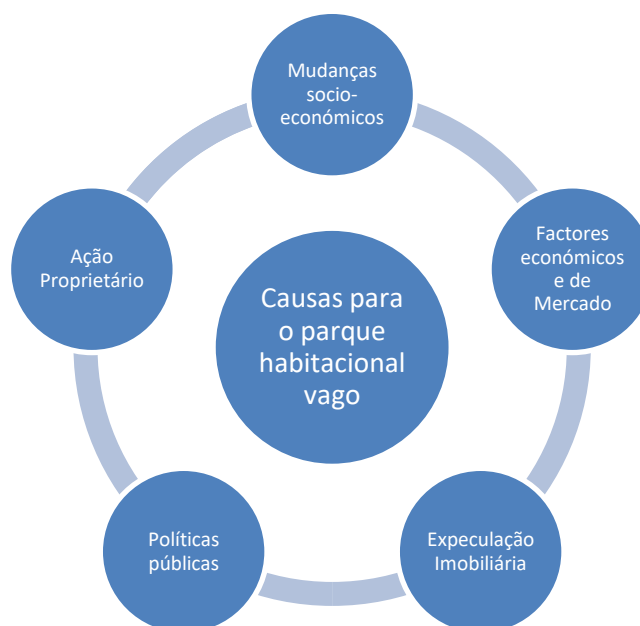 Mudanças
socio-
económicos
Factores
económicos
e de
Mercado
Ação
Proprietário
Causas para
o parque
habitacional
vago
Políticas
públicas
Expeculação
Imobiliária